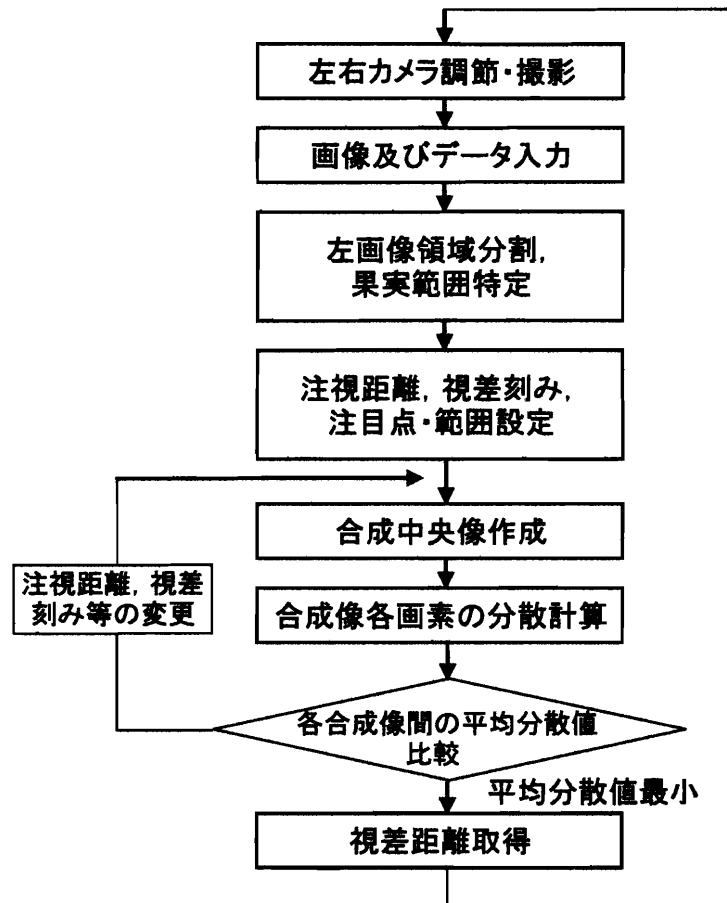 左右カメラ調節・撮影
画像及びデータ入力
左画像領域分割,
果実範囲特定
注視距離, 視差刻み,
注目点・範囲設定
合成中央像作成
注視距離, 視差
刻み等の変更
合成像各画素の分散計算
各合成像間の平均分散値
比較
平均分散値最小
視差距離取得